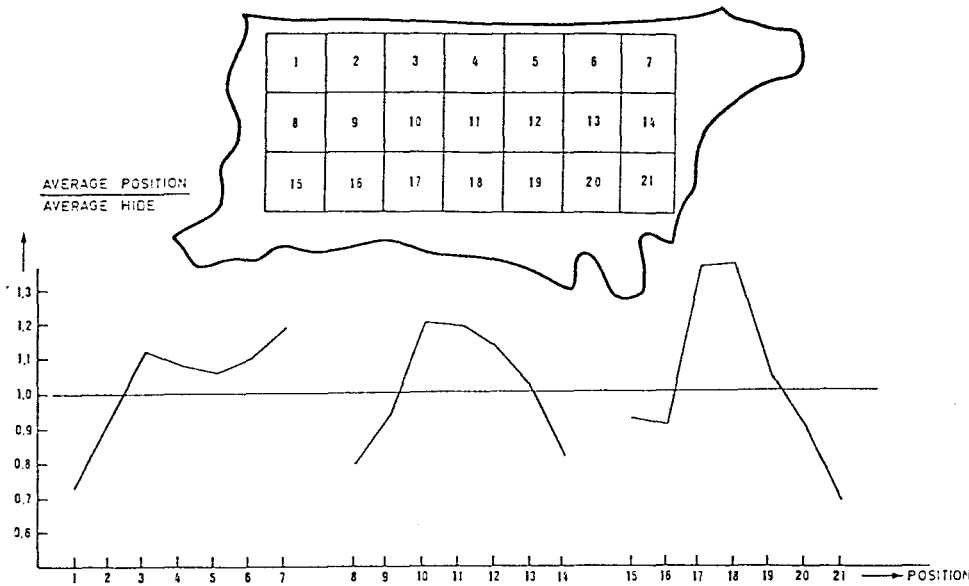 1 2 3 4 5 6 7
8 9 10 11 12 13 14
15 16 17 18 19 20 21
AVERAGE POSITION
AVERAGE HIDE
1,3
1,2
1,1
1,0
0,9
0,8
0,7
0,6
1 2 3 4 5 6 7 8 9 10 11 12 13 14 15 16 17 18 19 20 21 POSITION